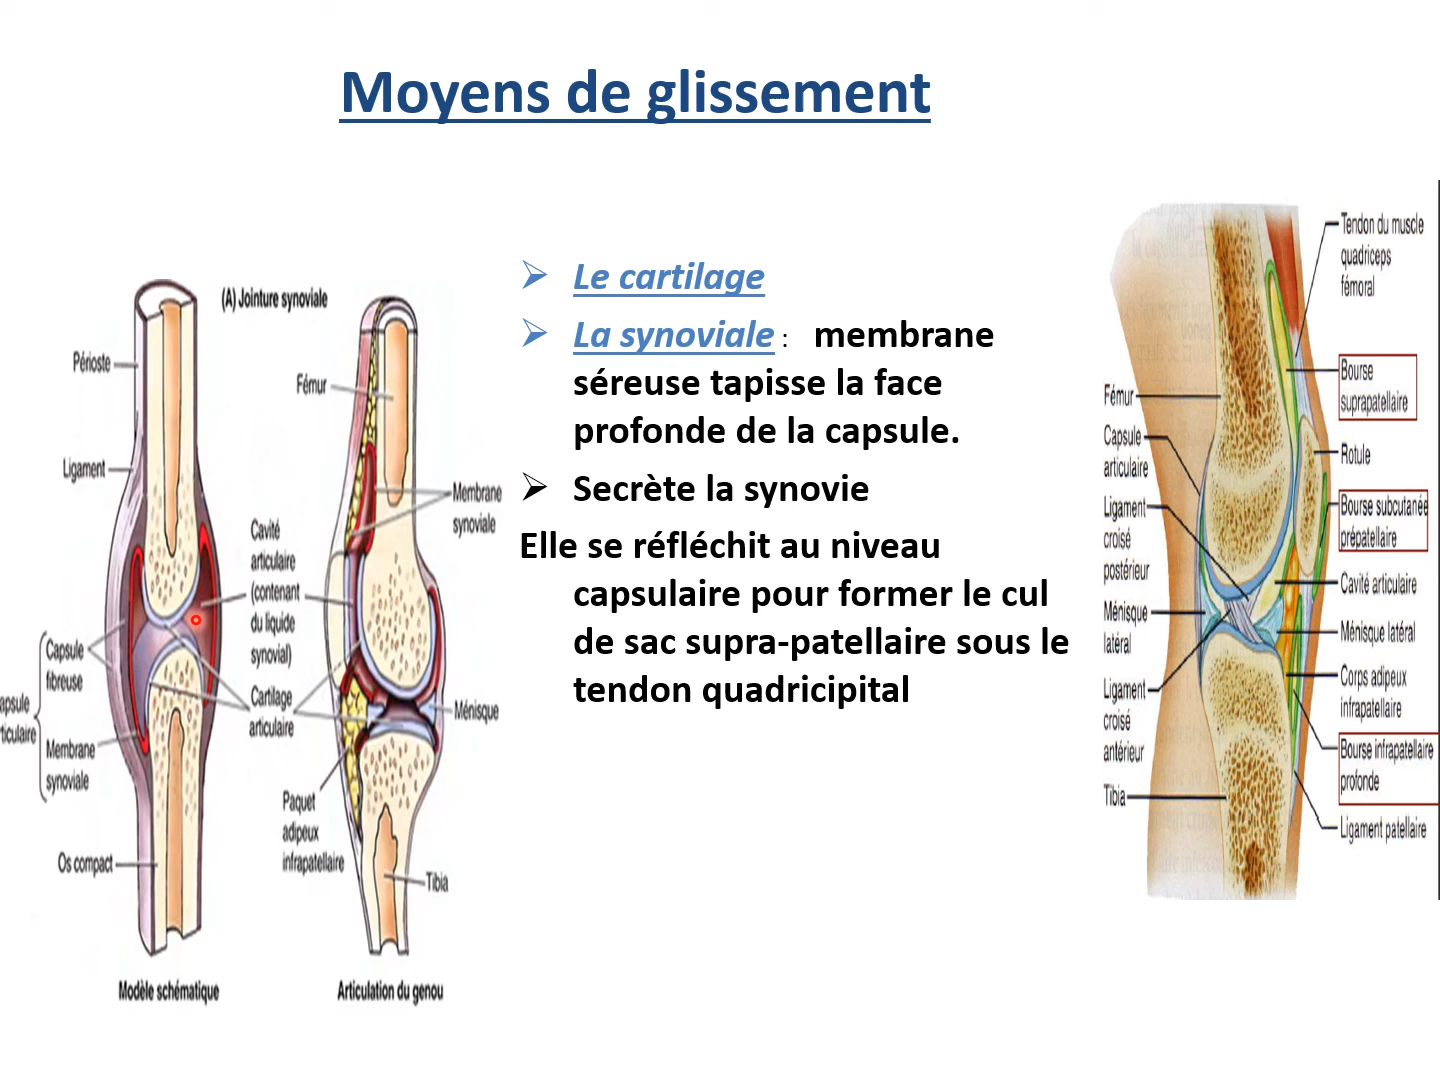 Moyens de glissement
(A) Jointure synoviale
Périoste
Ligament
Capsule
fibreuse
apsule
rticulaire
Membrane
synoviale
Os compact
Modèle schématique
Fémur
Cavité
articulaire
(contenant
du liquide
synovial)
Cartilage
articulaire
Paquet
adipeux
infrapatellaire
Membrane
synoviale
Ménisque
Tibia
Articulation du genou
Le cartilage
La synoviale : membrane
séreuse tapisse la face
profonde de la capsule.
Secrète la synovie
Elle se réfléchit au niveau
capsulaire pour former le cul
de sac supra-patellaire sous le
tendon quadricipital
Fémur
Capsule
articulaire
Ligament
croisé
postérieur
Ménisque
latéral
Ligament
croisé
antérieur
Tibia
Tendon du muscle
quadriceps
fémoral
Bourse
suprapatellaire
Rotule
Bourse subcutanée
prépatellaire
Cavité articulaire
Ménisque latéral
Corps adipeux
infrapatellaire
Bourse infrapatellaire
profonde
Ligament patellaire